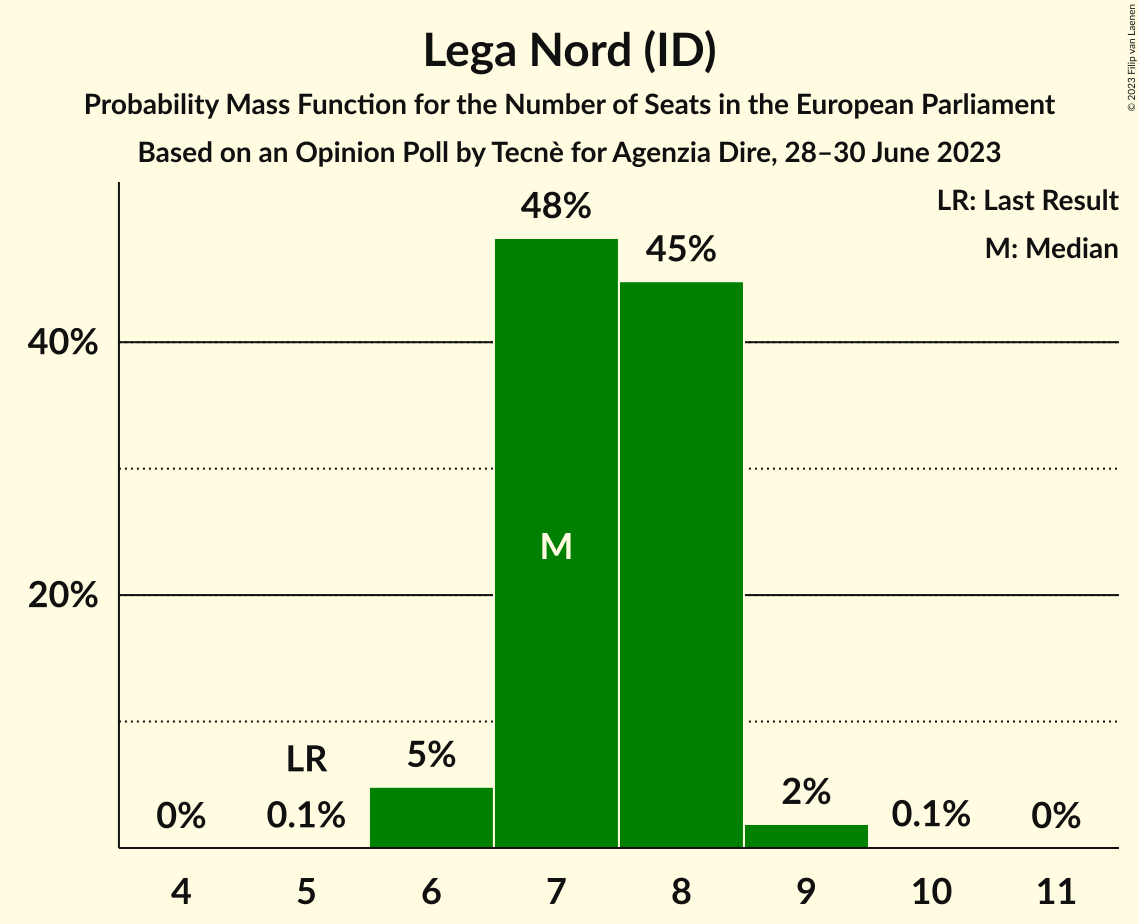 Lega Nord (ID)
Probability Mass Function for the Number of Seats in the European Parliament
Based on an Opinion Poll by Tecnè for Agenzia Dire, 28–30 June 2023
© 2023 Filip van Laenen
LR: Last Result
M: Median
48%
45%
40%
M
20%
LR
5%
0%
0.1%
2%
0.1%
0%
4 5 6 7 8 9 10 11